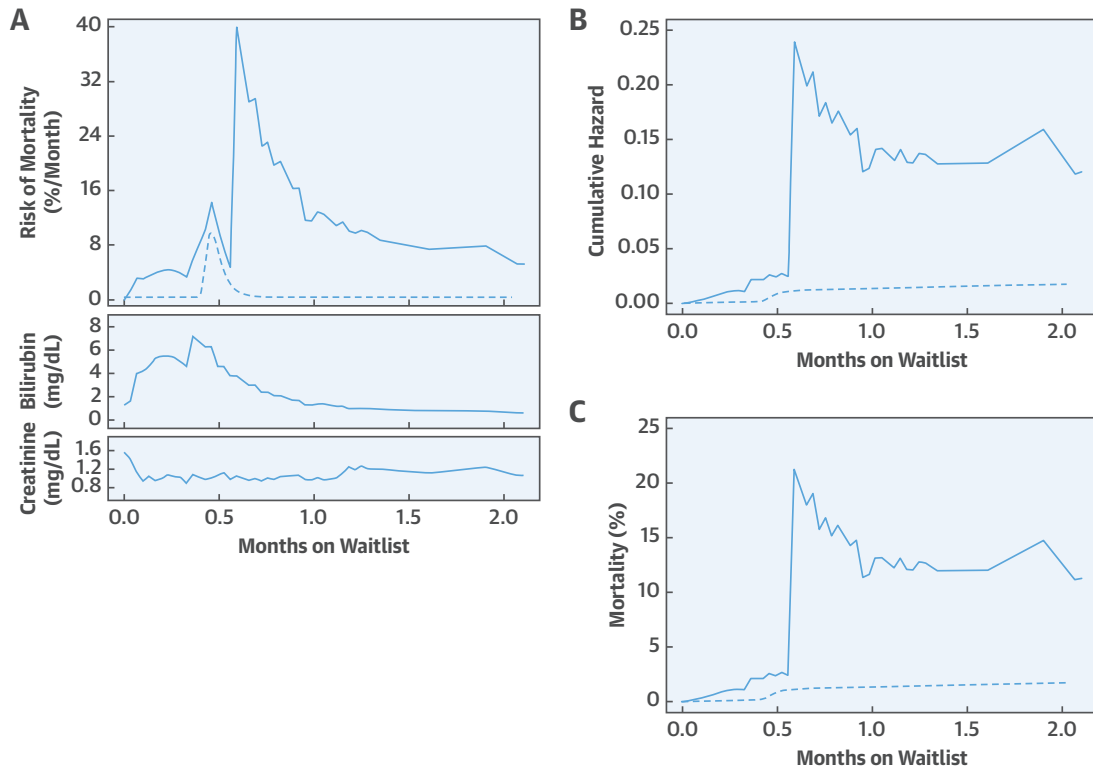 A
Risk of Mortality
(%/Month)
40
32
24
16
8
0
Bilirubin
(mg/dL)
8
6
4
2
0
Creatinine
(mg/dL)
1.6
1.2
0.8
0.0 0.5 1.0 1.5 2.0
Months on Waitlist
B
Cumulative Hazard
0.25
0.20
0.15
0.10
0.05
0.00
0.0 0.5 1.0 1.5 2.0
Months on Waitlist
C
Mortality (%)
25
20
15
10
5
0
0.0 0.5 1.0 1.5 2.0
Months on Waitlist